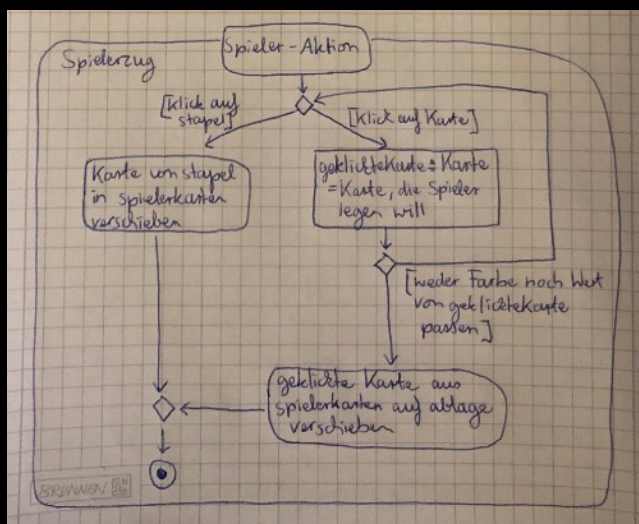 Spielerzug
Spieler-Aktion
[Klick auf
stapel]
[Klick auf Karte]
Karte von stapel
in spielerkarten
verschieben
geklickteKarte : Karte
=Karte, die Spieler
legen will
[weder Farbe noch Wert
von geklickteKarte
passen]
geklickte Karte aus
spielerkarten auf ablage
verschieben
BRUNNEN